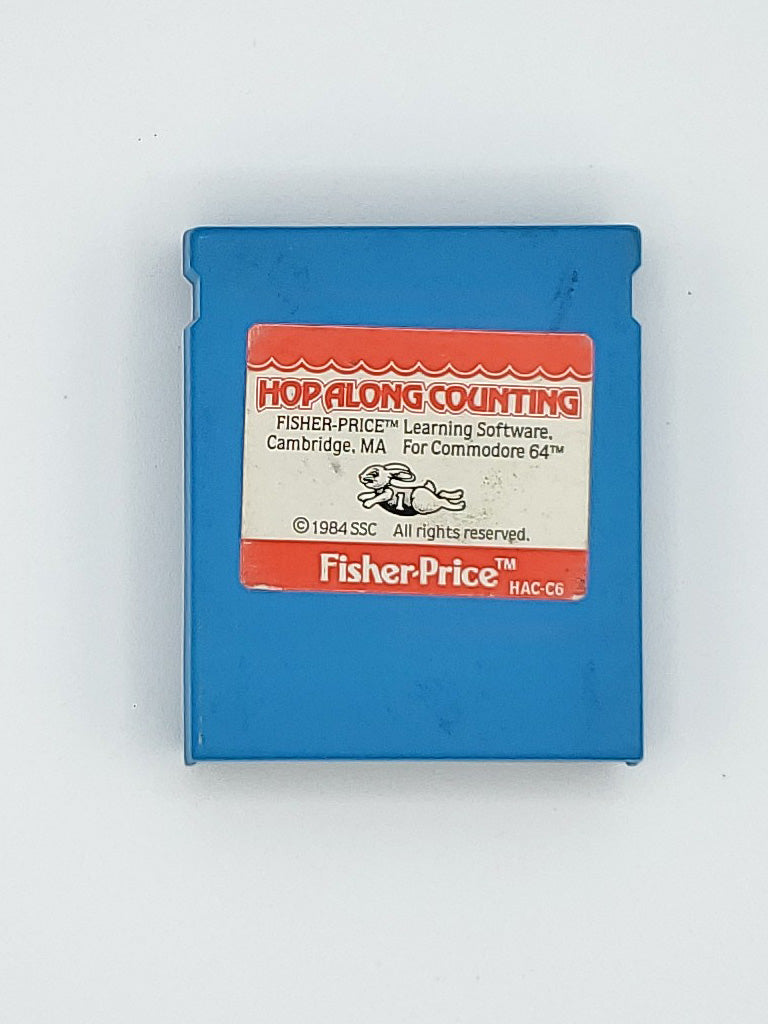 HOP ALONG COUNTING
FISHER-PRICE™ Learning Software,
Cambridge, MA For Commodore 64™
1
© 1984 SSC All rights reserved.
Fisher-Price™
HAC-C6